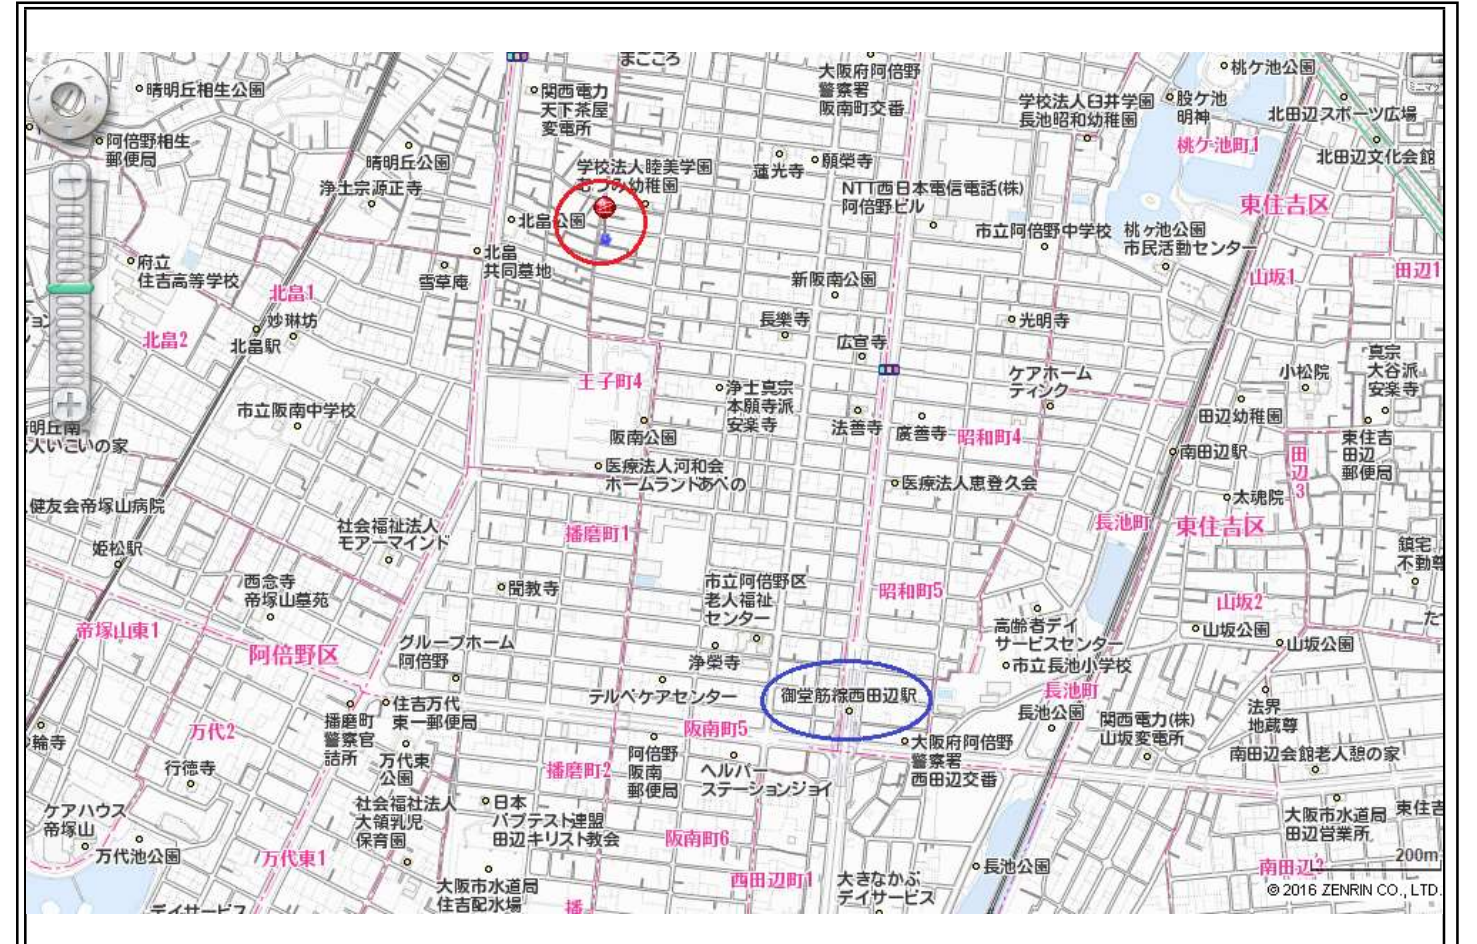 まごころ
大阪府阿倍野
警察署
阪南町交番
桃ケ池公園
晴明丘相生公園
関西電力
天下茶屋
変電所
学校法人臼井学園
長池昭和幼稚園
股ケ池
明神
北田辺スポーツ広場
阿倍野相生
郵便局
晴明丘公園
桃ケ池町1
北田辺文化会館
学校法人睦美学園
むつみ幼稚園
蓮光寺
願榮寺
浄土宗源正寺
NTT西日本電信電話(株)
阿倍野ビル
東住吉区
北畠公園
市立阿倍野中学校
桃ヶ池公園
市民活動センター
府立
住吉高等学校
雪草庵
北畠
共同墓地
新阪南公園
山坂1
田辺1
北畠1
妙琳坊
長樂寺
光明寺
北畠2
北畠駅
広宣寺
真宗
大谷派
安楽寺
小松院
王子町4
浄土真宗
本願寺派
安楽寺
ケアホーム
ティンク
市立阪南中学校
田辺幼稚園
明丘南
人いこいの家
阪南公園
法善寺
廣善寺
昭和町4
東住吉
田辺
郵便局
南田辺駅
田辺3
医療法人河和会
ホームランドあべの
医療法人恵登久会
太魂院
健友会帝塚山病院
社会福祉法人
モアーマインド
播磨町1
長池町
東住吉区
姫松駅
鎮宅
不動尊
西念寺
帝塚山墓苑
聞教寺
市立阿倍野区
老人福祉
センター
昭和町5
山坂2
帝塚山東1
阿倍野区
グループホーム
阿倍野
浄榮寺
高齢者デイ
サービスセンター
山坂公園
山坂公園
市立長池小学校
テルペケアセンター
御堂筋線西田辺駅
長池町
住吉万代
東一郵便局
播磨町
警察官
詰所
万代2
阪南町5
長池公園
関西電力(株)
山坂変電所
法界
地蔵尊
輪寺
行徳寺
万代東
公園
播磨町2
阿倍野
阪南
郵便局
ヘルパー
ステーションジョイ
大阪府阿倍野
警察署
西田辺交番
南田辺会館老人憩の家
ケアハウス
帝塚山
社会福祉法人
大領乳児
保育園
日本
バプテスト連盟
田辺キリスト教会
阪南町6
大阪市水道局
田辺営業所
東住吉
万代池公園
万代東1
西田辺町1
大きなかぶ
デイサービス
長池公園
南田辺3
200m
大阪市水道局
住吉配水場
デイサービス
播
© 2016 ZENRIN CO., LTD.